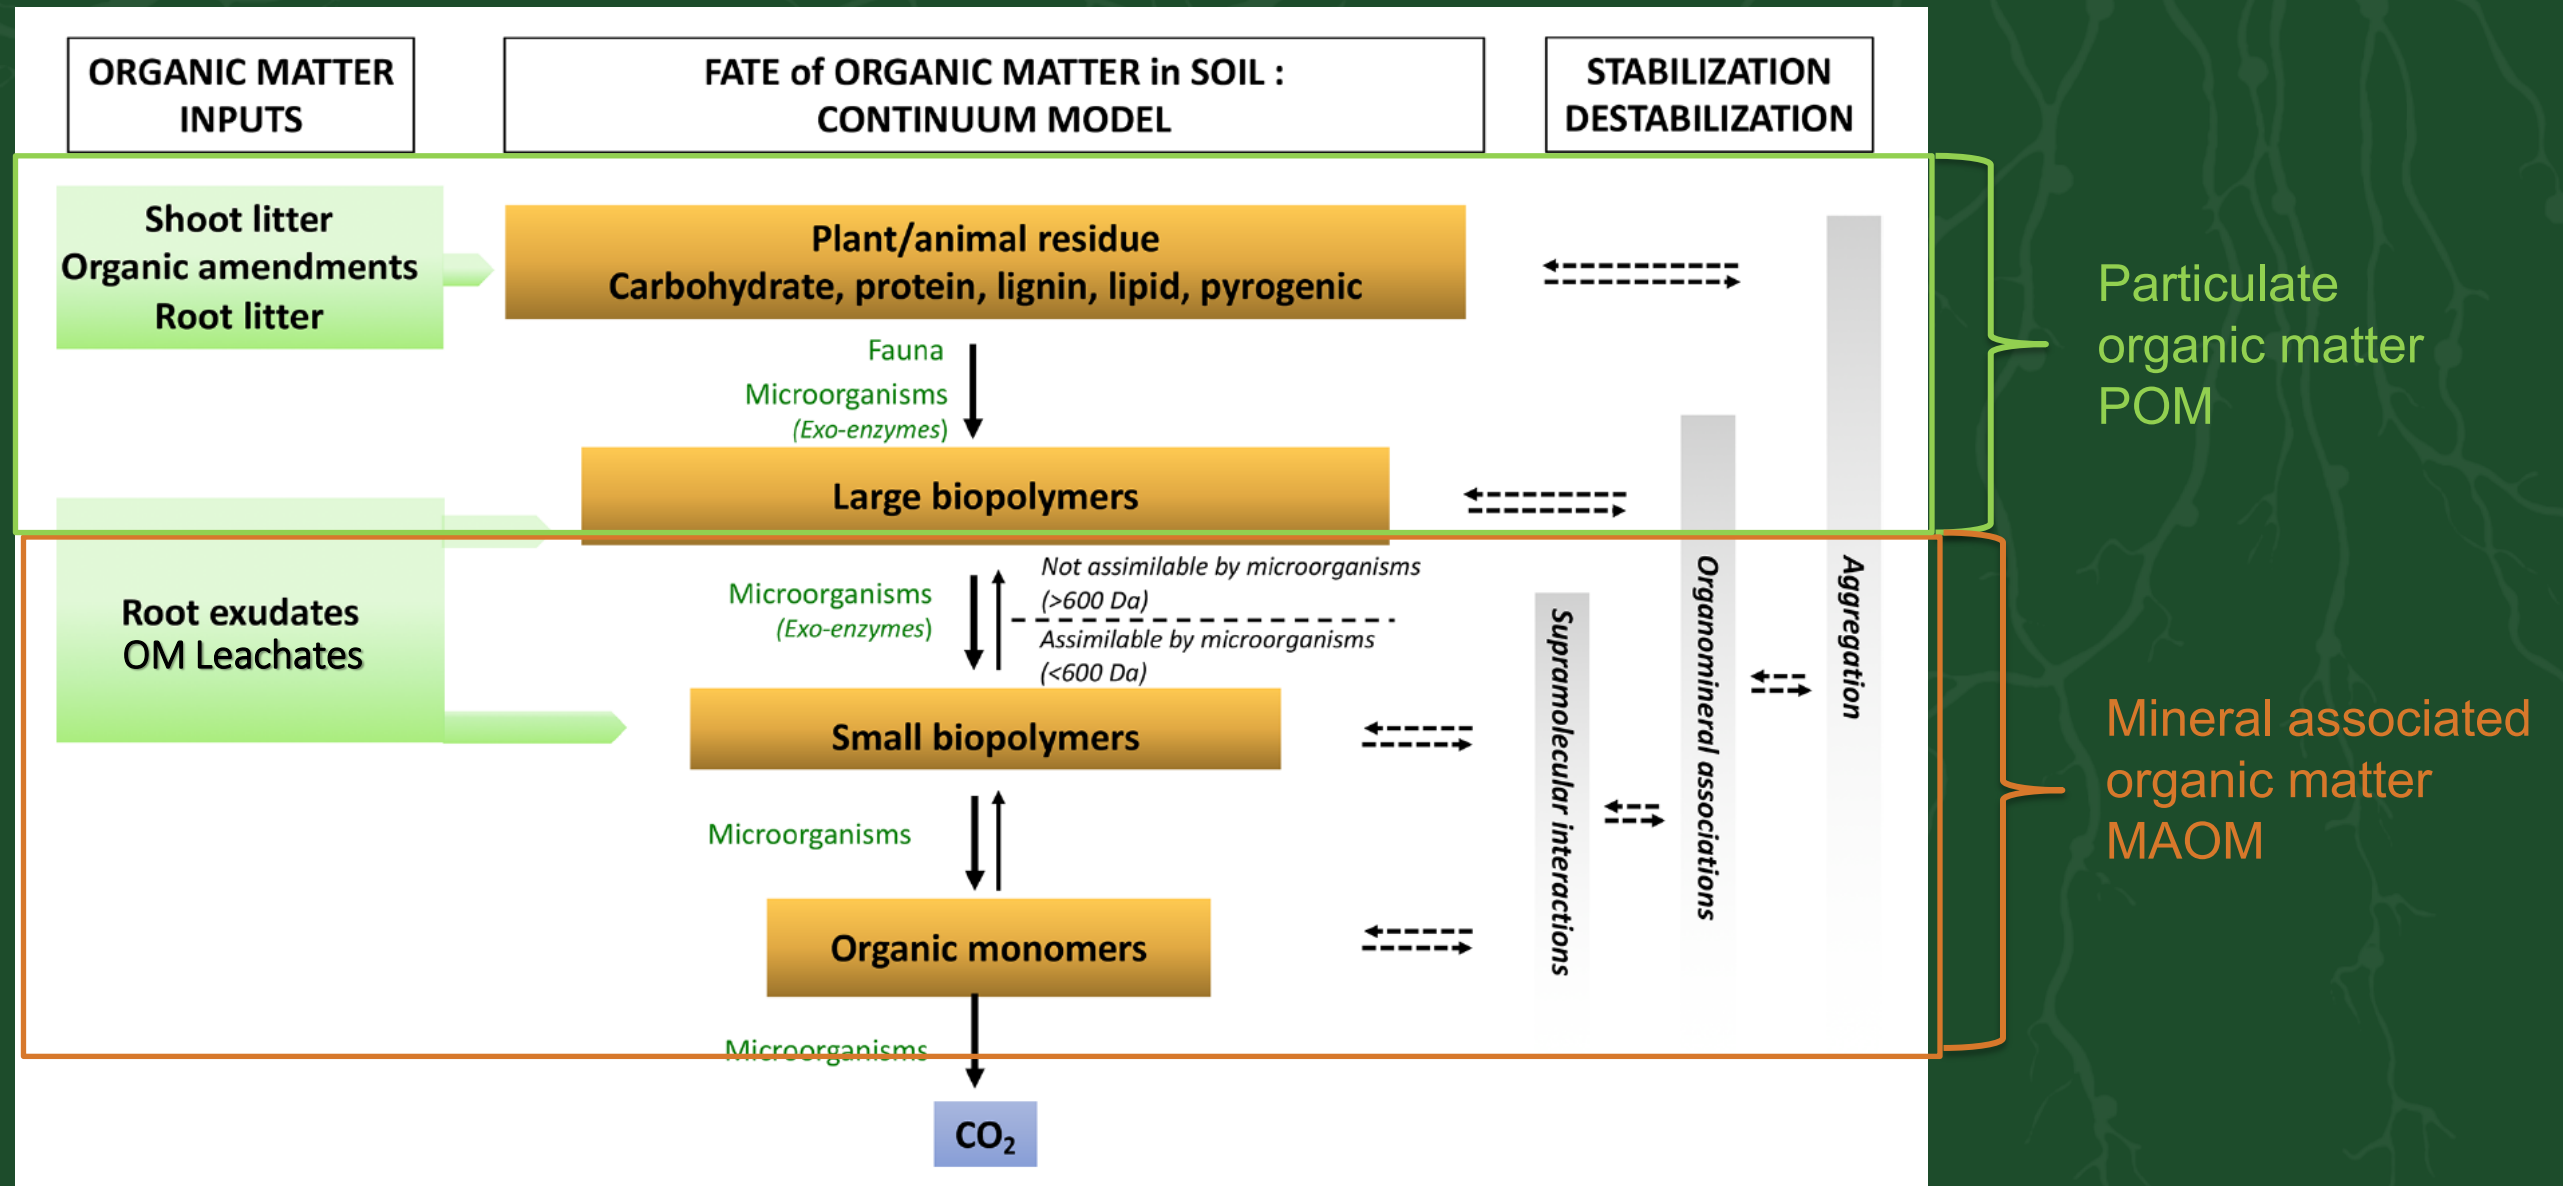 ORGANIC MATTER
INPUTS
FATE of ORGANIC MATTER in SOIL :
CONTINUUM MODEL
STABILIZATION
DESTABILIZATION
Shoot litter
Organic amendments
Root litter
Plant/animal residue
Carbohydrate, protein, lignin, lipid, pyrogenic
Fauna
Microorganisms
(Exo-enzymes)
Large biopolymers
Root exudates
OM Leachates
Microorganisms
(Exo-enzymes)
Not assimilable by microorganisms
(>600 Da)
Assimilable by microorganisms
(<600 Da)
Small biopolymers
Microorganisms
Organic monomers
Microorganisms
CO₂
Supramolecular interactions
Organomineral associations
Aggregation
Particulate
organic matter
POM
Mineral associated
organic matter
MAOM